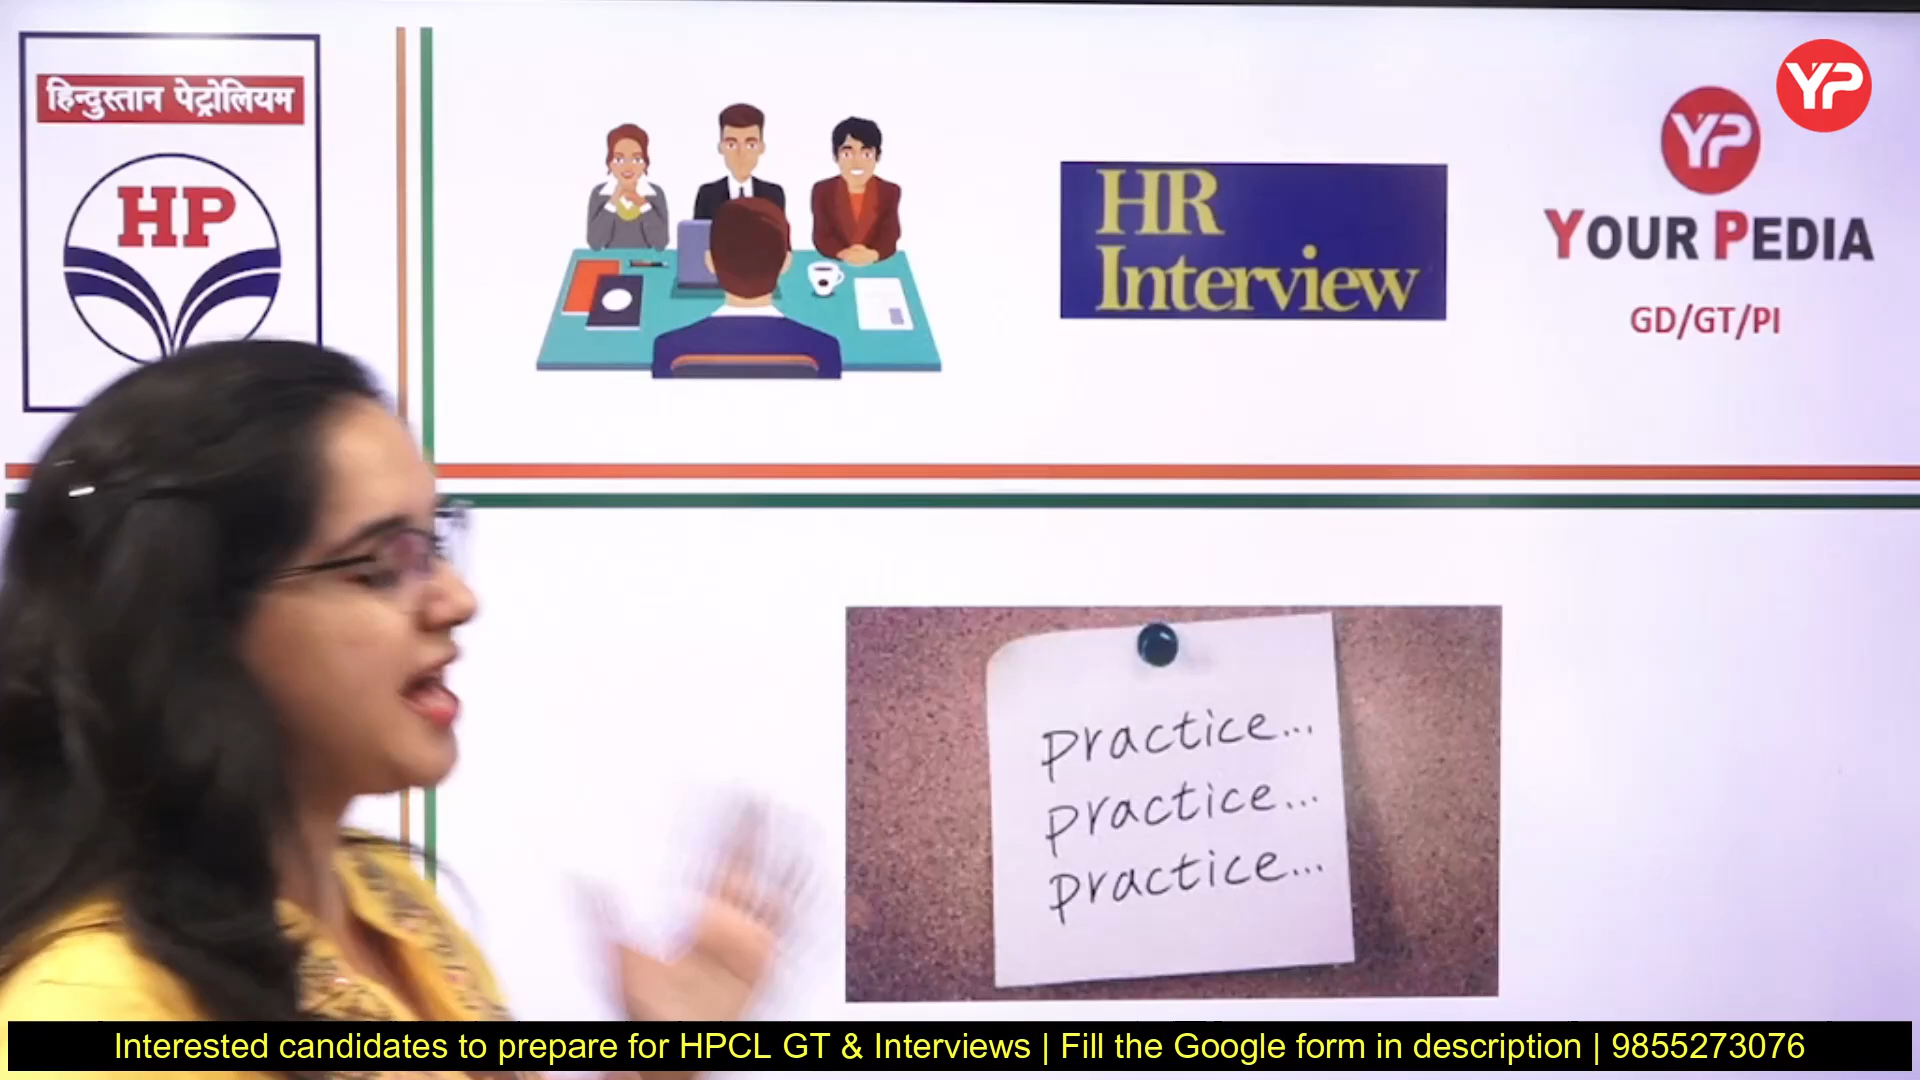 हिन्दुस्तान पेट्रोलियम
HP
HR
Interview
YP
YP
YOUR PEDIA
GD/GT/PI
practice...
practice...
practice...
Interested candidates to prepare for HPCL GT & Interviews | Fill the Google form in description | 9855273076